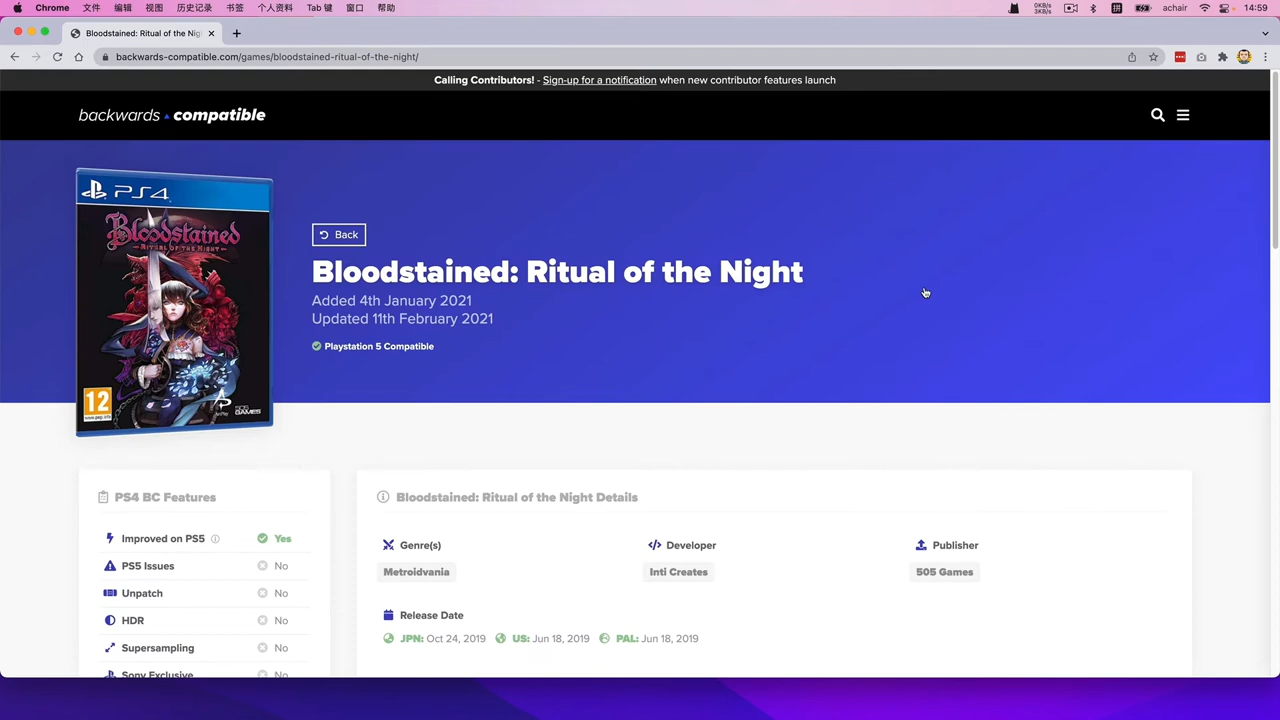 Chrome 文件 编辑 视图 历史记录 书签 个人资料 Tab 键 窗口 帮助 0KB/s 3KB/s 拼 achair 14:59
Bloodstained: Ritual of the Nig
backwards-compatible.com/games/bloodstained-ritual-of-the-night/
Calling Contributors! - Sign-up for a notification when new contributor features launch
backwards compatible
PS4
Bloodstained
RITUAL OF THE NIGHT
12
505 GAMES
Back
Bloodstained: Ritual of the Night
Added 4th January 2021
Updated 11th February 2021
Playstation 5 Compatible
PS4 BC Features
Improved on PS5 Yes
PS5 Issues No
Unpatch No
HDR No
Supersampling No
Sony Exclusive No
Bloodstained: Ritual of the Night Details
Genre(s) Developer Publisher
Metroidvania Inti Creates 505 Games
Release Date
JPN: Oct 24, 2019 US: Jun 18, 2019 PAL: Jun 18, 2019